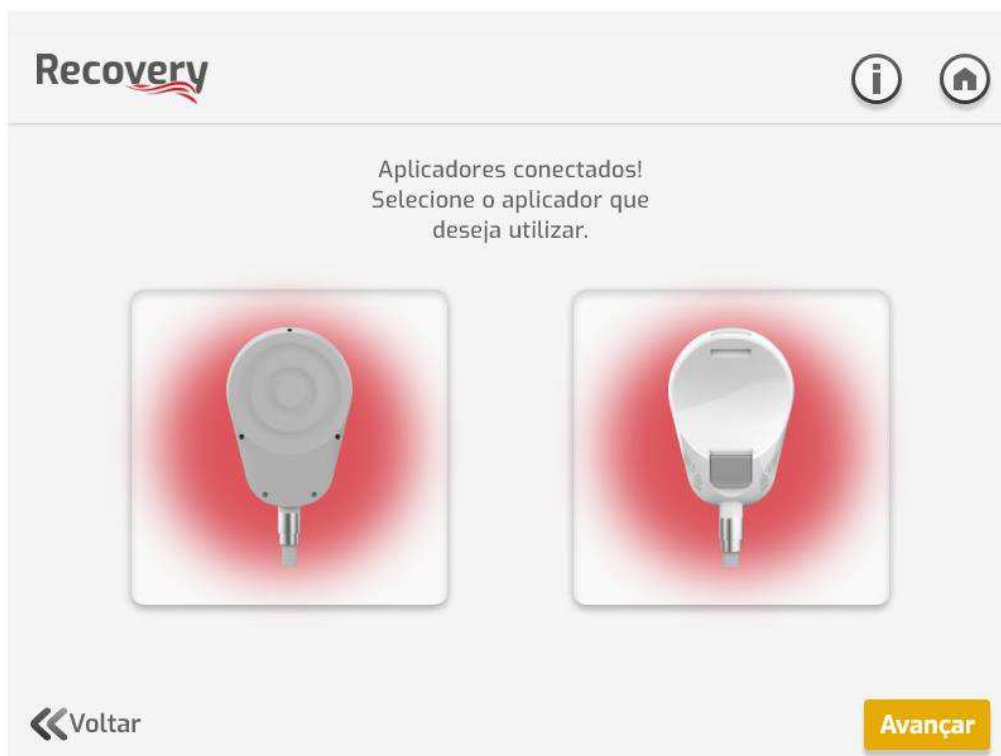 Recovery
Aplicadores conectados!
Selecione o aplicador que
deseja utilizar.
Voltar
Avançar